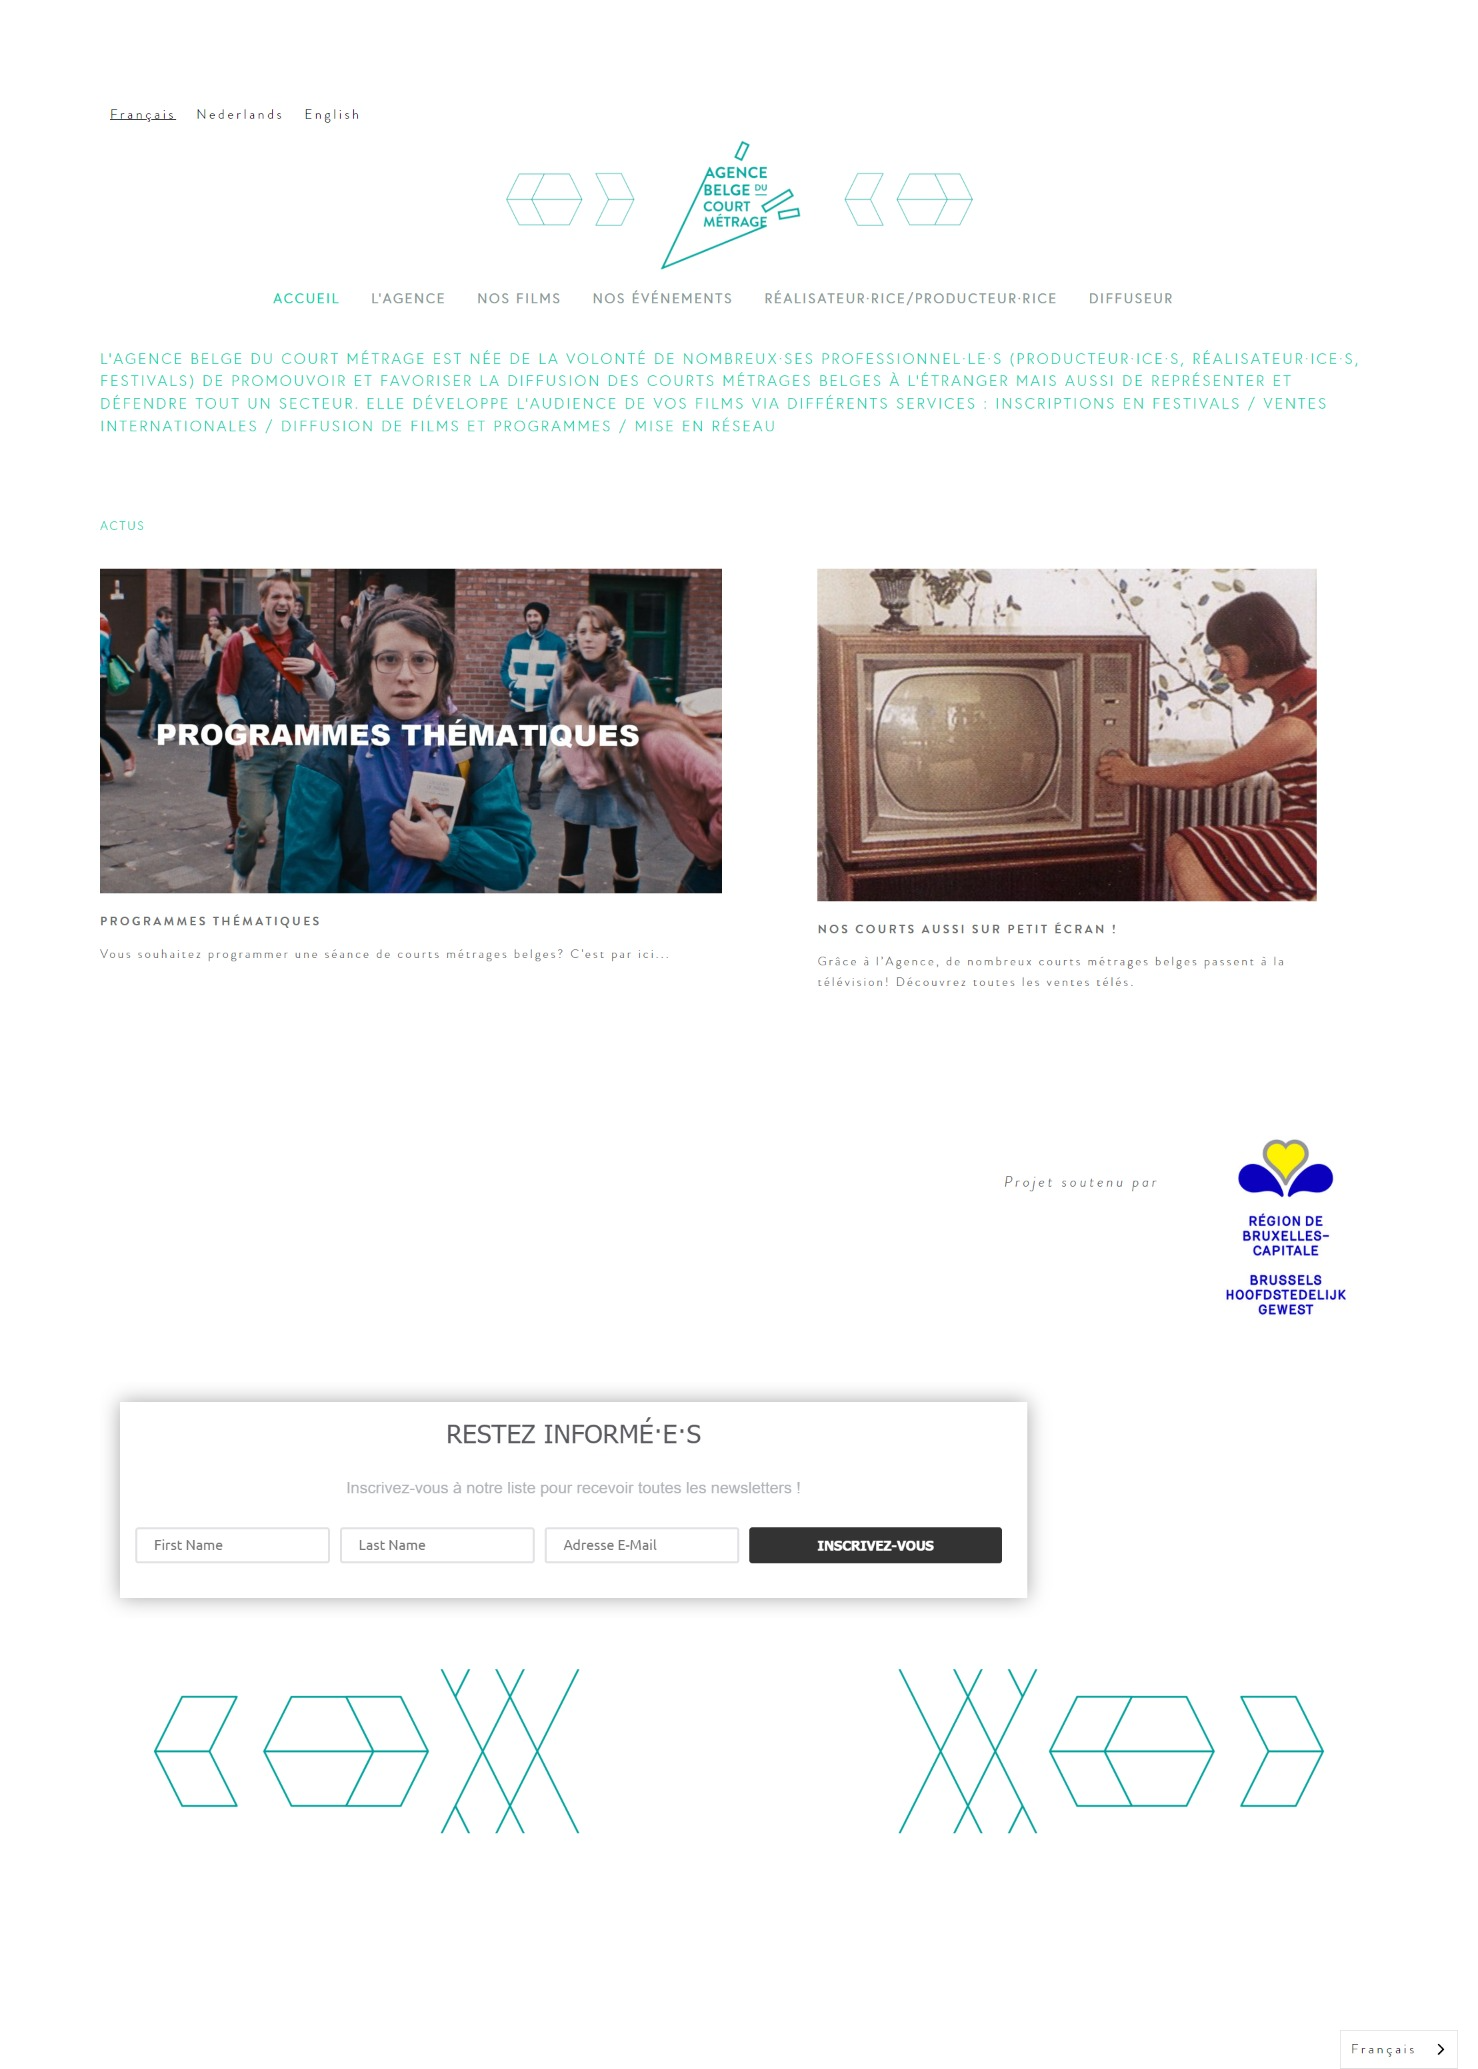 Français Nederlands English
AGENCE
BELGE DU
COURT
MÉTRAGE
ACCUEIL L'AGENCE NOS FILMS NOS ÉVÉNEMENTS RÉALISATEUR·RICE/PRODUCTEUR·RICE DIFFUSEUR
L'AGENCE BELGE DU COURT MÉTRAGE EST NÉE DE LA VOLONTÉ DE NOMBREUX·SES PROFESSIONNEL·LE·S (PRODUCTEUR·ICE·S, RÉALISATEUR·ICE·S,
FESTIVALS) DE PROMOUVOIR ET FAVORISER LA DIFFUSION DES COURTS MÉTRAGES BELGES À L'ÉTRANGER MAIS AUSSI DE REPRÉSENTER ET
DÉFENDRE TOUT UN SECTEUR. ELLE DÉVELOPPE L'AUDIENCE DE VOS FILMS VIA DIFFÉRENTS SERVICES : INSCRIPTIONS EN FESTIVALS / VENTES
INTERNATIONALES / DIFFUSION DE FILMS ET PROGRAMMES / MISE EN RÉSEAU
ACTUS
PROGRAMMES THÉMATIQUES
PROGRAMMES THÉMATIQUES
Vous souhaitez programmer une séance de courts métrages belges? C'est par ici...
NOS COURTS AUSSI SUR PETIT ÉCRAN !
Grâce à l'Agence, de nombreux courts métrages belges passent à la
télévision! Découvrez toutes les ventes télés.
Projet soutenu par
RÉGION DE
BRUXELLES-
CAPITALE
BRUSSELS
HOOFDSTEDELIJK
GEWEST
RESTEZ INFORMÉ·E·S
Inscrivez-vous à notre liste pour recevoir toutes les newsletters !
First Name Last Name Adresse E-Mail INSCRIVEZ-VOUS
Français